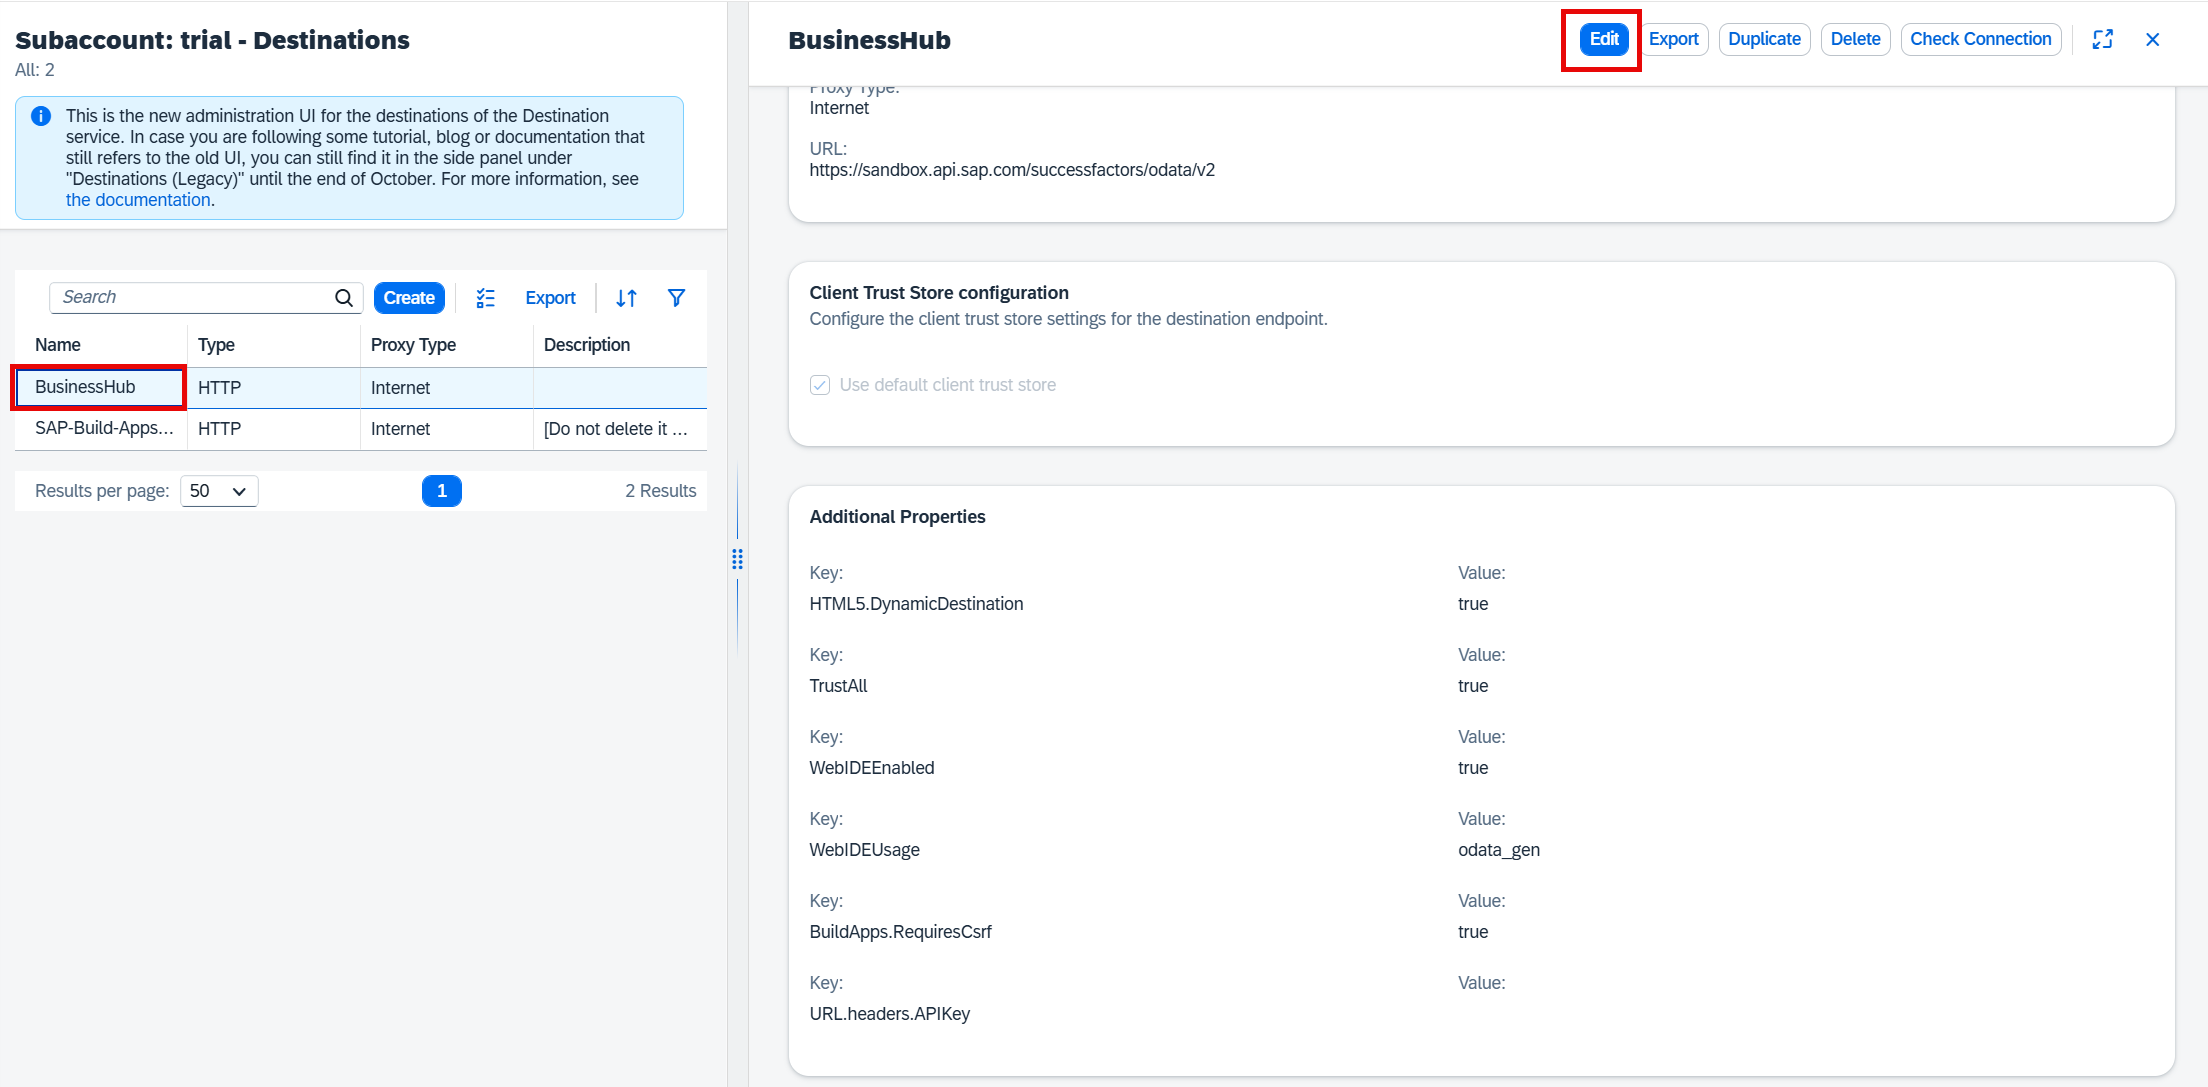 Subaccount: trial - Destinations
All: 2
This is the new administration UI for the destinations of the Destination
service. In case you are following some tutorial, blog or documentation that
still refers to the old UI, you can still find it in the side panel under
"Destinations (Legacy)" until the end of October. For more information, see
the documentation.
Search
Create
Export
Name Type Proxy Type Description
BusinessHub HTTP Internet
SAP-Build-Apps... HTTP Internet [Do not delete it ...
Results per page: 50 1 2 Results
BusinessHub
Edit Export Duplicate Delete Check Connection
Proxy Type:
Internet
URL:
https://sandbox.api.sap.com/successfactors/odata/v2
Client Trust Store configuration
Configure the client trust store settings for the destination endpoint.
Use default client trust store
Additional Properties
Key: Value:
HTML5.DynamicDestination true
Key: Value:
TrustAll true
Key: Value:
WebIDEEnabled true
Key: Value:
WebIDEUsage odata_gen
Key: Value:
BuildApps.RequiresCsrf true
Key: Value:
URL.headers.APIKey